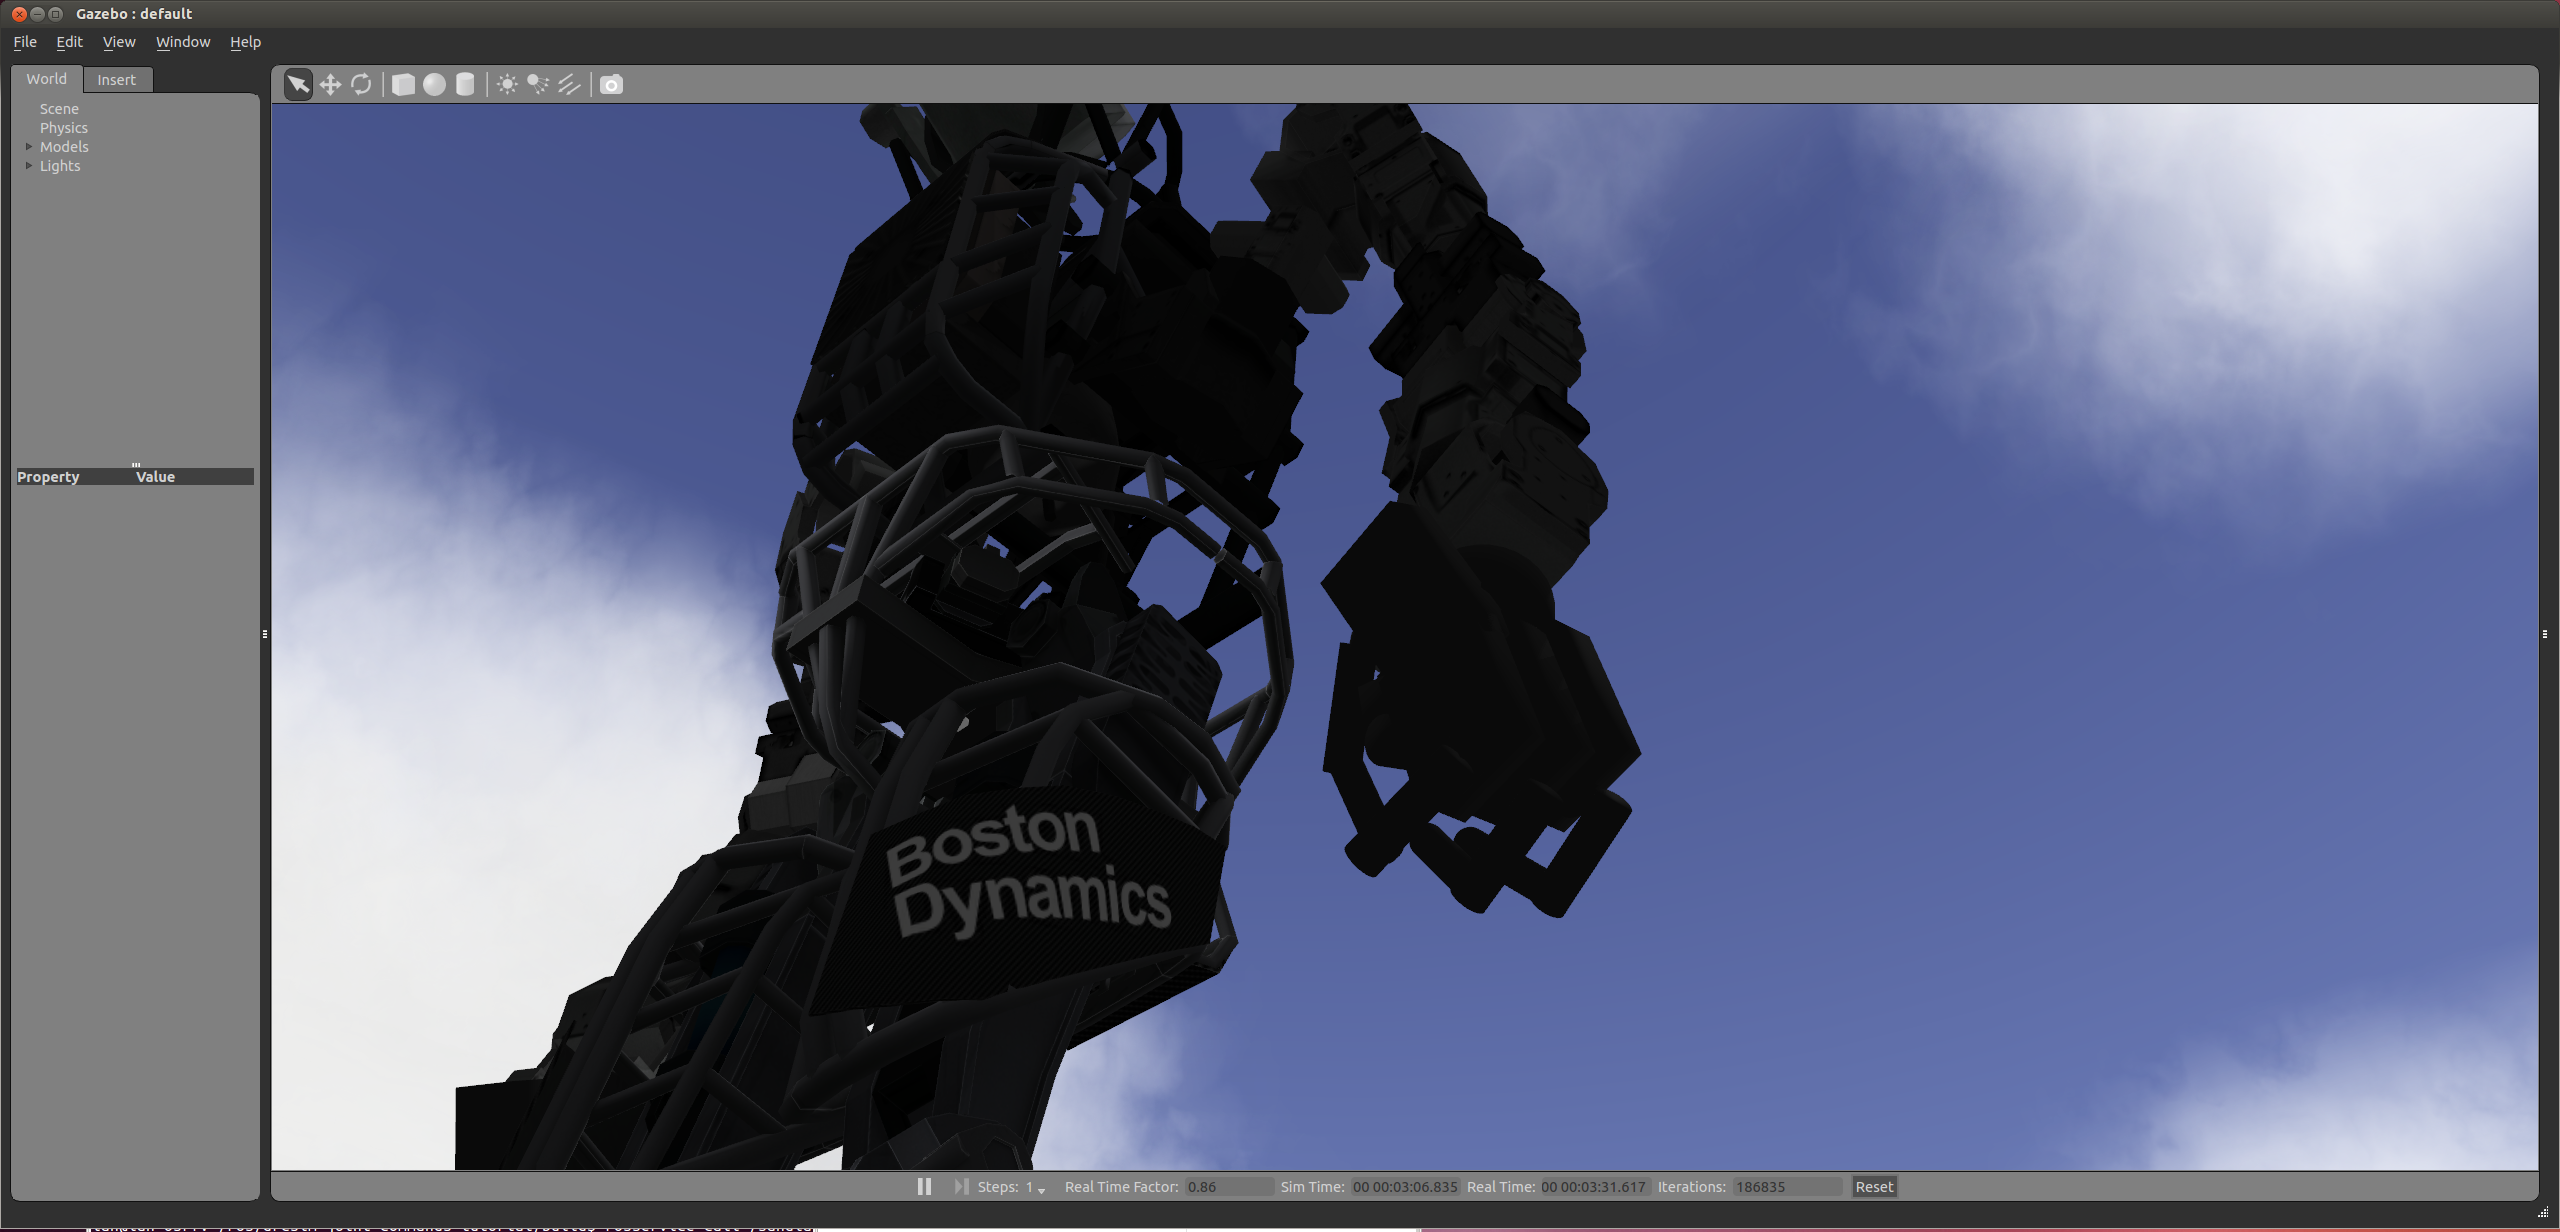 Gazebo : default
File Edit View Window Help
World Insert
Scene
Physics
Models
Lights
Property Value
Boston
Dynamics
Steps: 1 Real Time Factor: 0.86 Sim Time: 00 00:03:06.835 Real Time: 00 00:03:31.617 Iterations: 186835 Reset